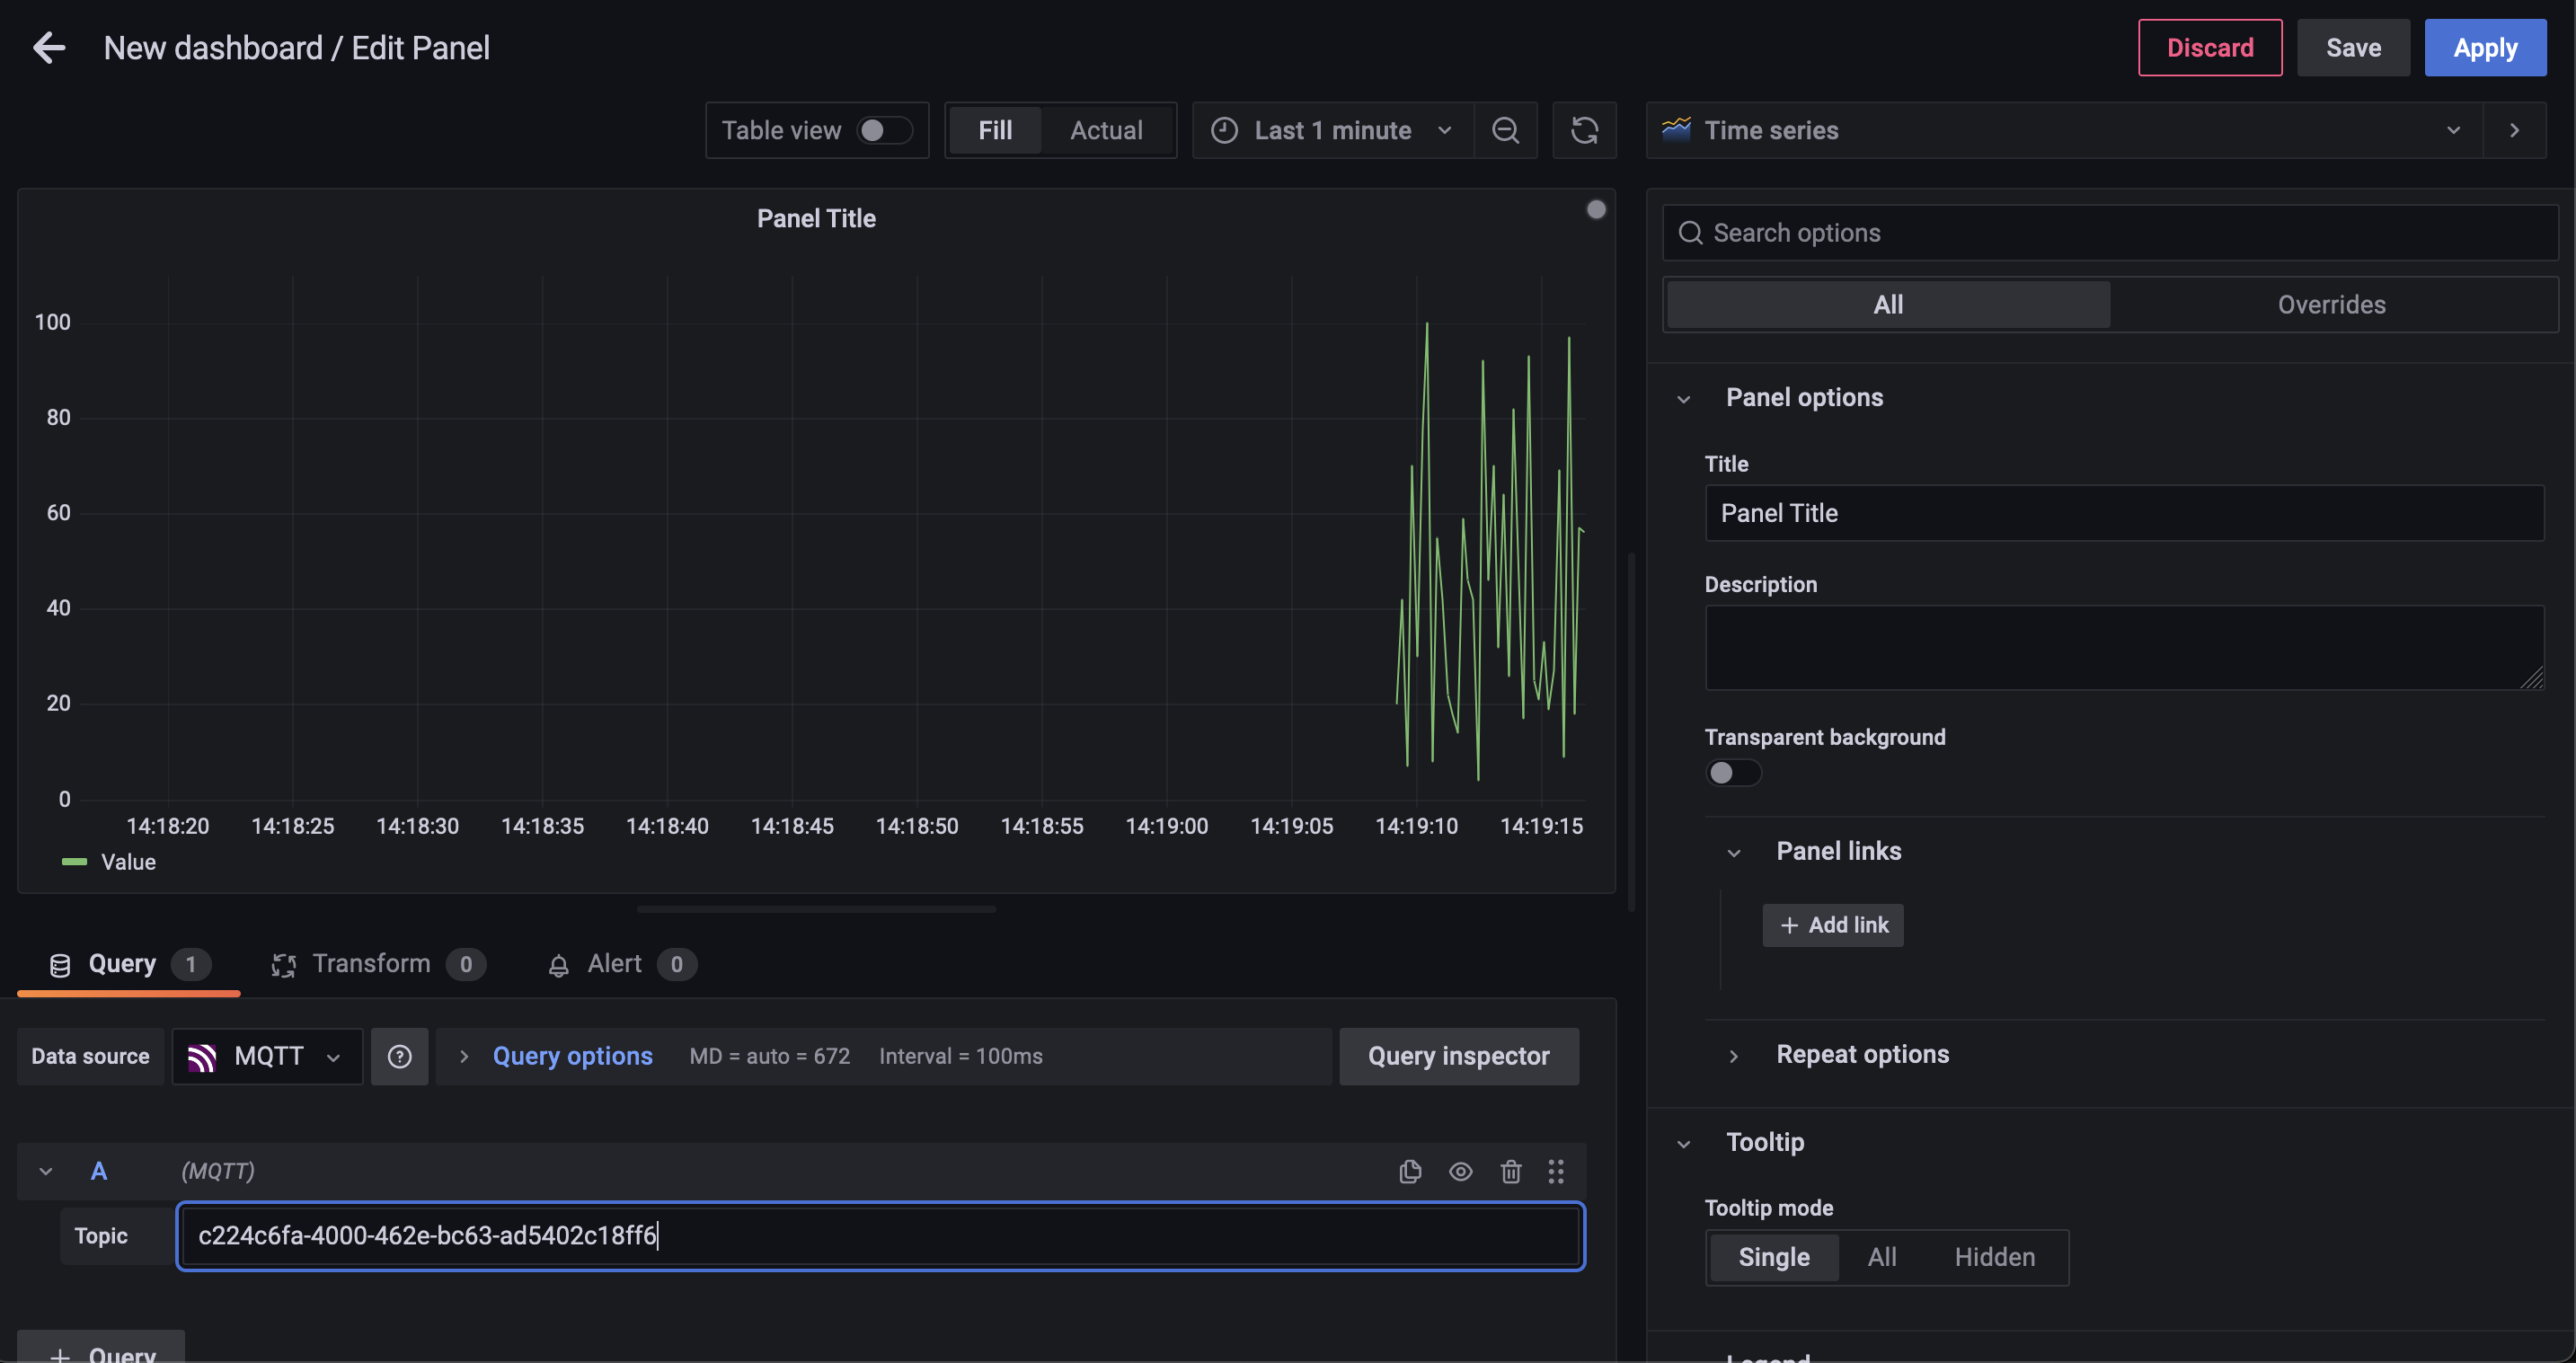 New dashboard / Edit Panel
Discard
Save
Apply
Table view
Fill
Actual
Last 1 minute
Time series
Panel Title
100
80
60
40
20
0
14:18:20 14:18:25 14:18:30 14:18:35 14:18:40 14:18:45 14:18:50 14:18:55 14:19:00 14:19:05 14:19:10 14:19:15
Value
Query 1
Transform 0
Alert 0
Data source
MQTT
Query options
MD = auto = 672
Interval = 100ms
Query inspector
A
(MQTT)
Topic
c224c6fa-4000-462e-bc63-ad5402c18ff6
+ Query
Search options
All
Overrides
Panel options
Title
Panel Title
Description
Transparent background
Panel links
+ Add link
Repeat options
Tooltip
Tooltip mode
Single
All
Hidden
Legend